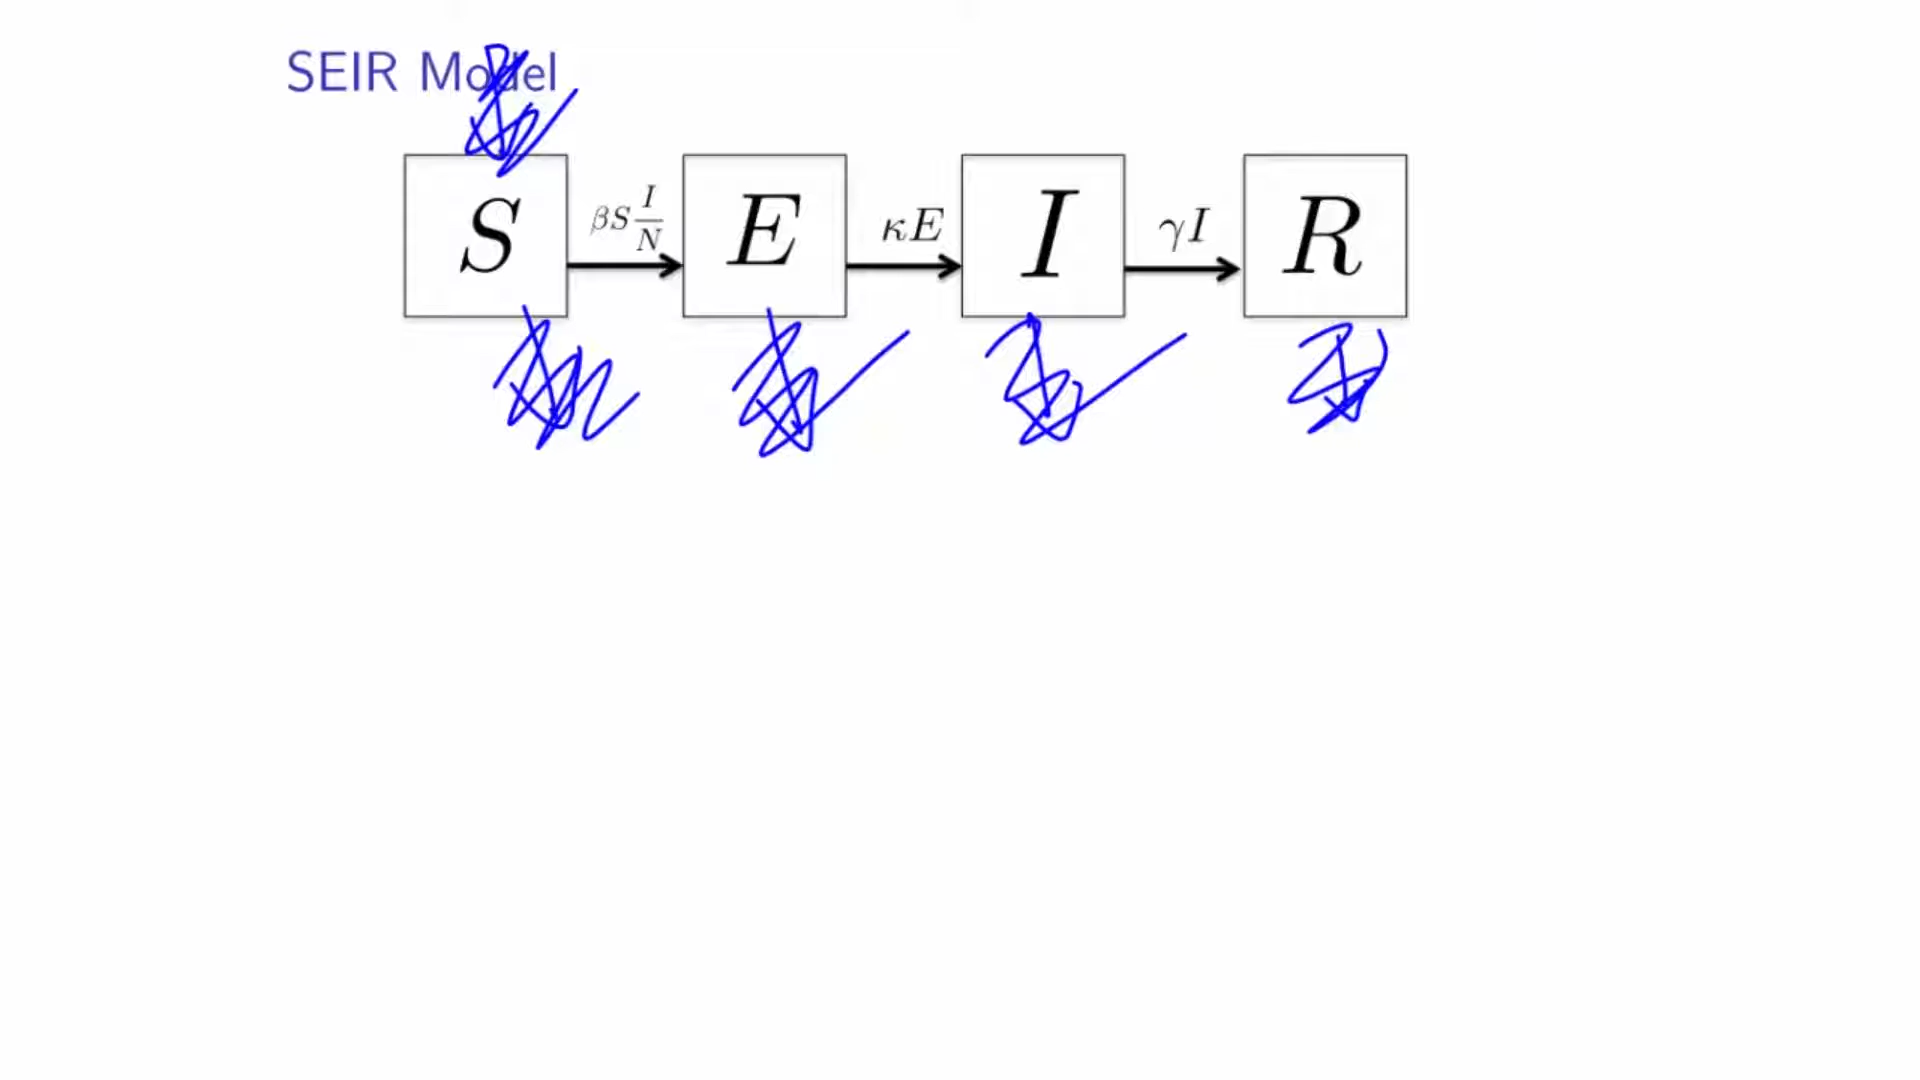 SEIR Model
S βS I/N E κE I γI R